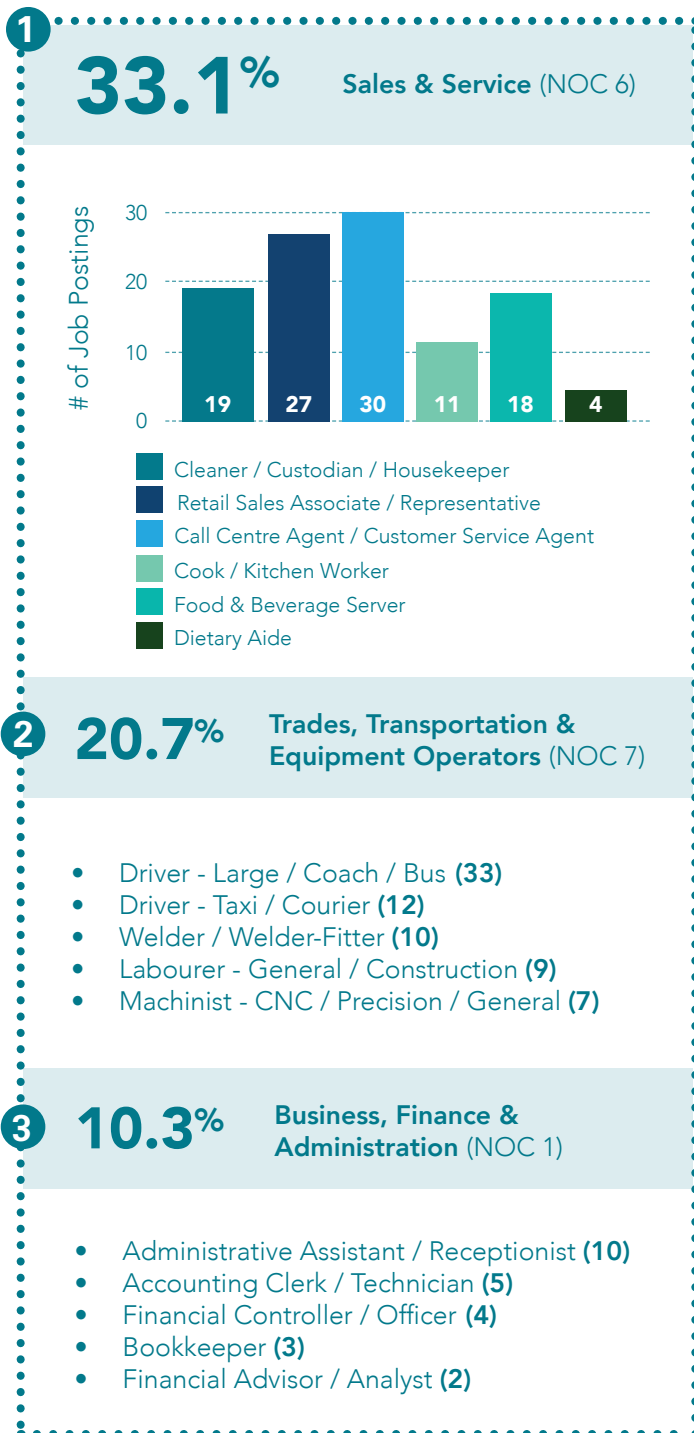 1
33.1% Sales & Service (NOC 6)
# of Job Postings
30
20
10
0
19 27 30 11 18 4
Cleaner / Custodian / Housekeeper
Retail Sales Associate / Representative
Call Centre Agent / Customer Service Agent
Cook / Kitchen Worker
Food & Beverage Server
Dietary Aide
2
20.7% Trades, Transportation &
Equipment Operators (NOC 7)
• Driver - Large / Coach / Bus (33)
• Driver - Taxi / Courier (12)
• Welder / Welder-Fitter (10)
• Labourer - General / Construction (9)
• Machinist - CNC / Precision / General (7)
3
10.3% Business, Finance &
Administration (NOC 1)
• Administrative Assistant / Receptionist (10)
• Accounting Clerk / Technician (5)
• Financial Controller / Officer (4)
• Bookkeeper (3)
• Financial Advisor / Analyst (2)